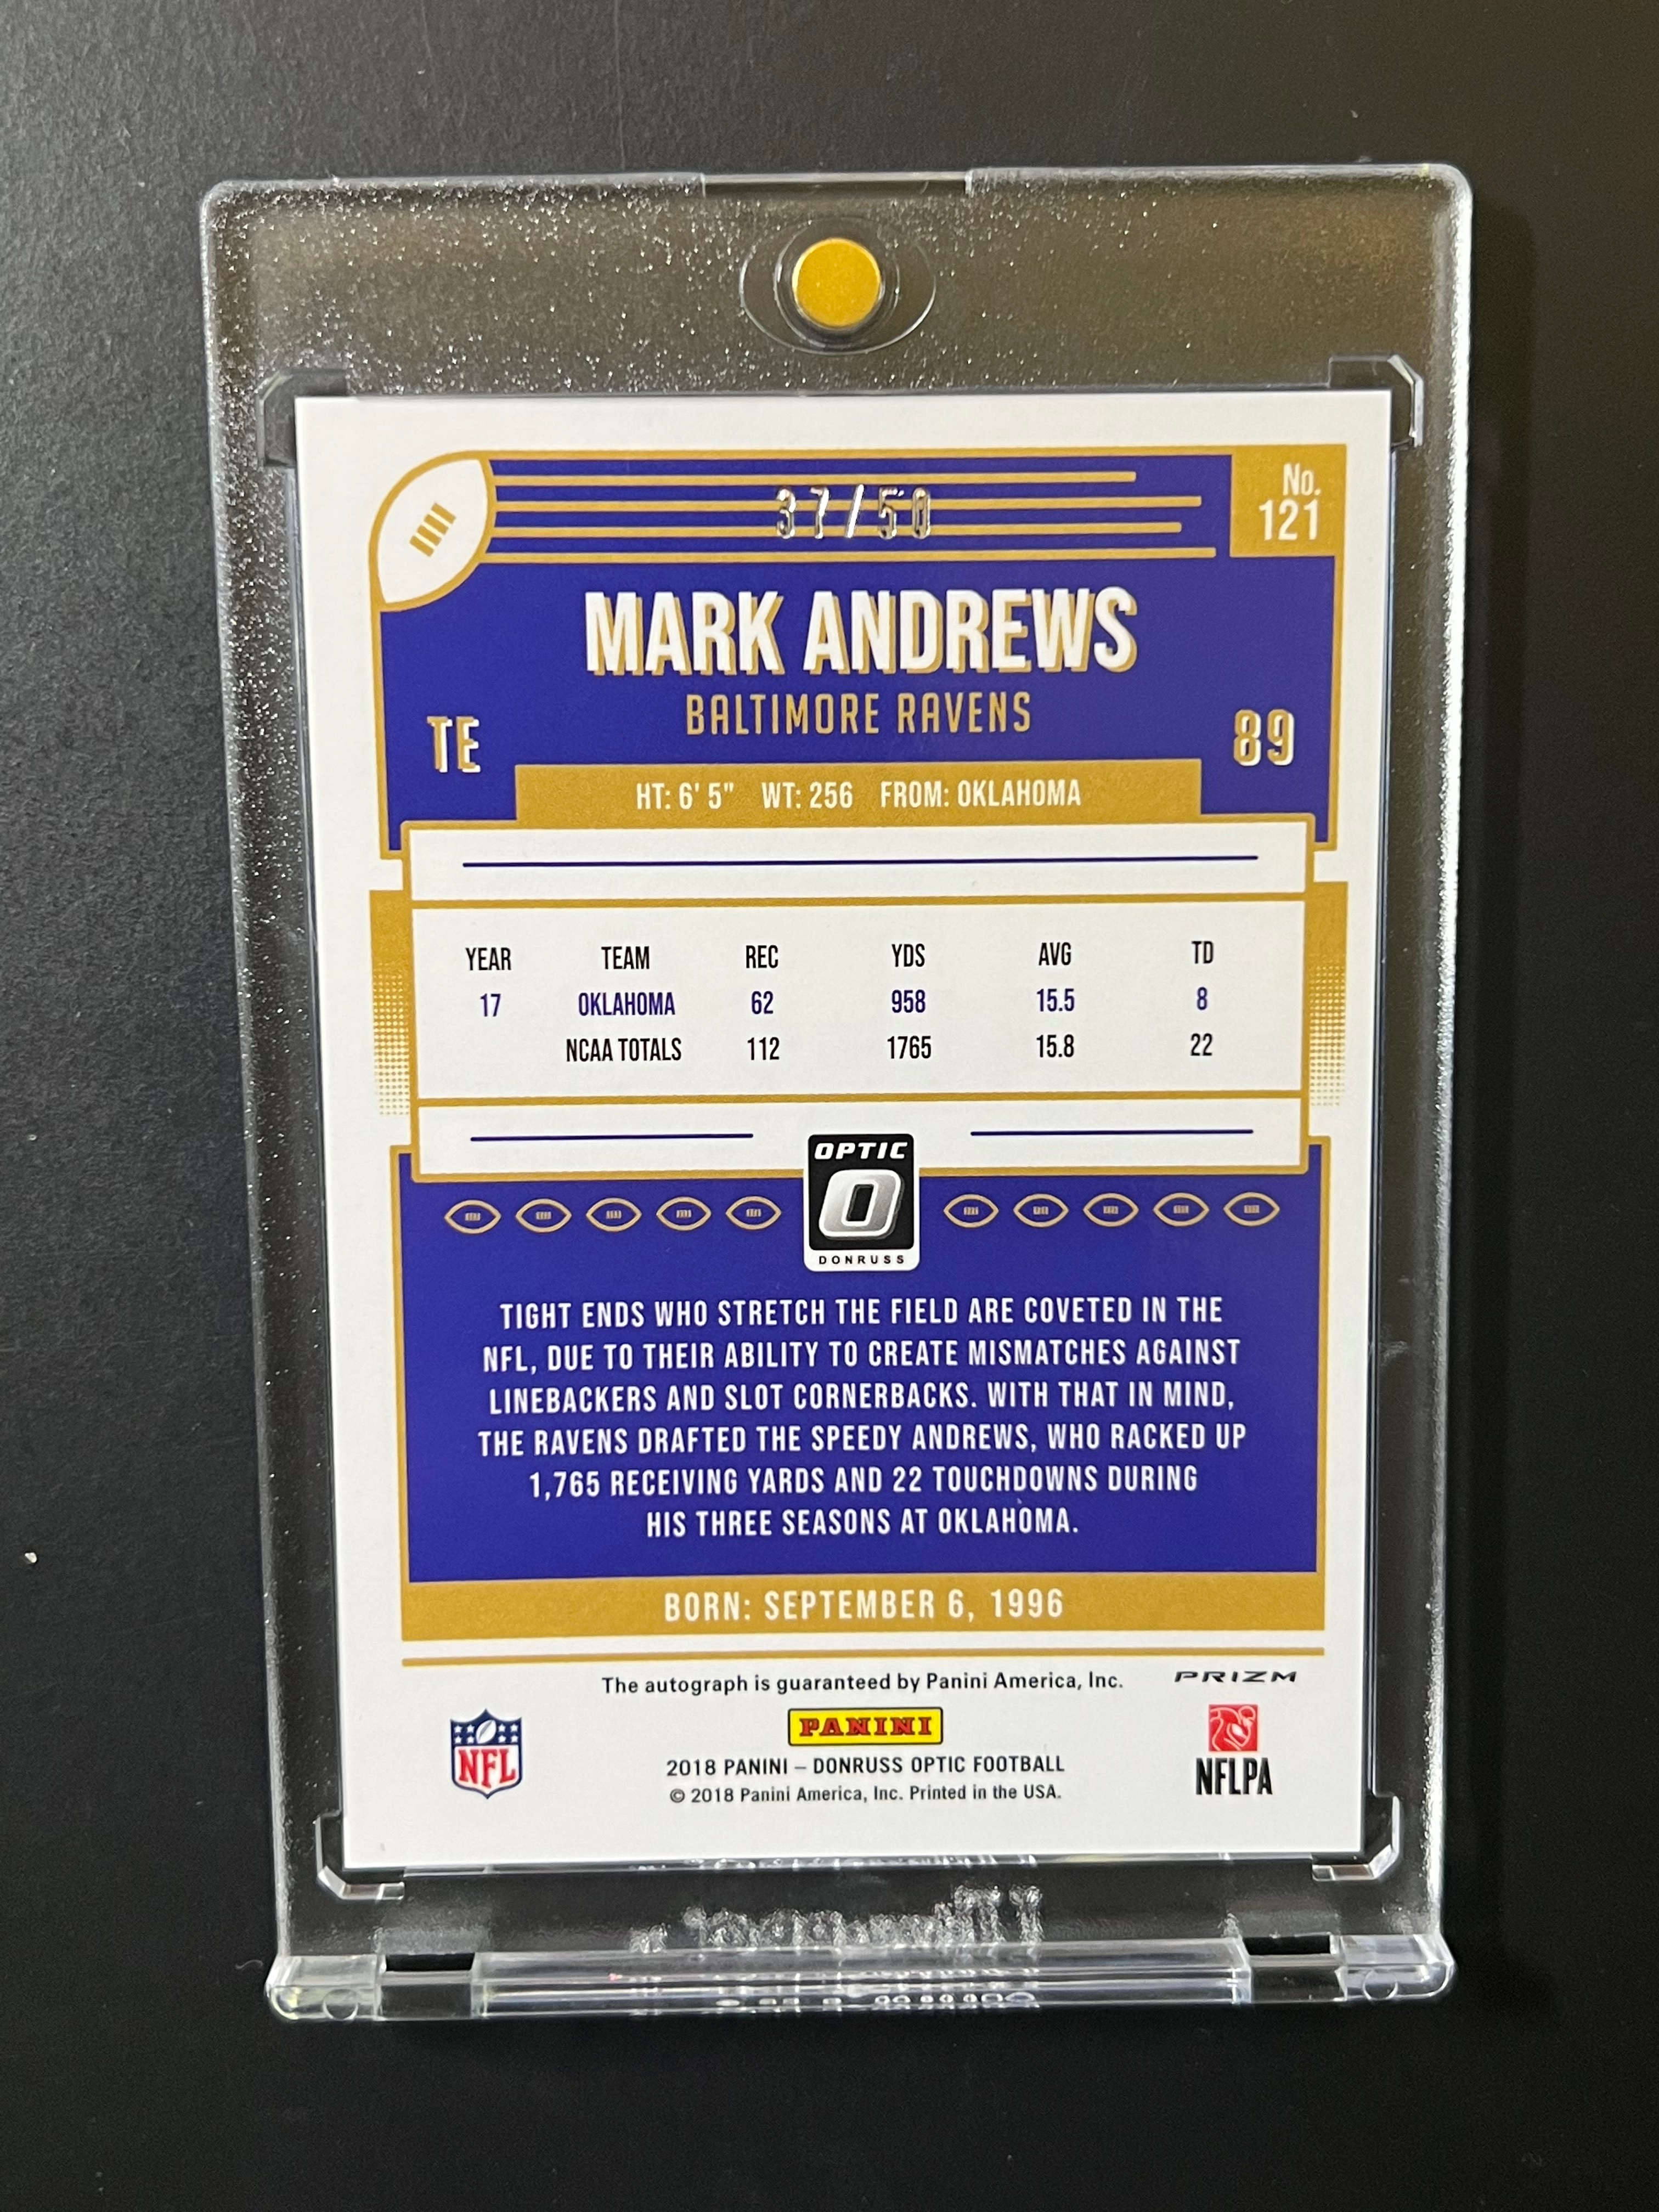 37/50
No.
121
MARK ANDREWS
BALTIMORE RAVENS
TE
89
HT: 6' 5" WT: 256 FROM: OKLAHOMA
YEAR TEAM REC YDS AVG TD
17 OKLAHOMA 62 958 15.5 8
NCAA TOTALS 112 1765 15.8 22
OPTIC
O
DONRUSS
TIGHT ENDS WHO STRETCH THE FIELD ARE COVETED IN THE
NFL, DUE TO THEIR ABILITY TO CREATE MISMATCHES AGAINST
LINEBACKERS AND SLOT CORNERBACKS. WITH THAT IN MIND,
THE RAVENS DRAFTED THE SPEEDY ANDREWS, WHO RACKED UP
1,765 RECEIVING YARDS AND 22 TOUCHDOWNS DURING
HIS THREE SEASONS AT OKLAHOMA.
BORN: SEPTEMBER 6, 1996
The autograph is guaranteed by Panini America, Inc.
PRIZM
NFL
PANINI
NFLPA
2018 PANINI – DONRUSS OPTIC FOOTBALL
© 2018 Panini America, Inc. Printed in the USA.